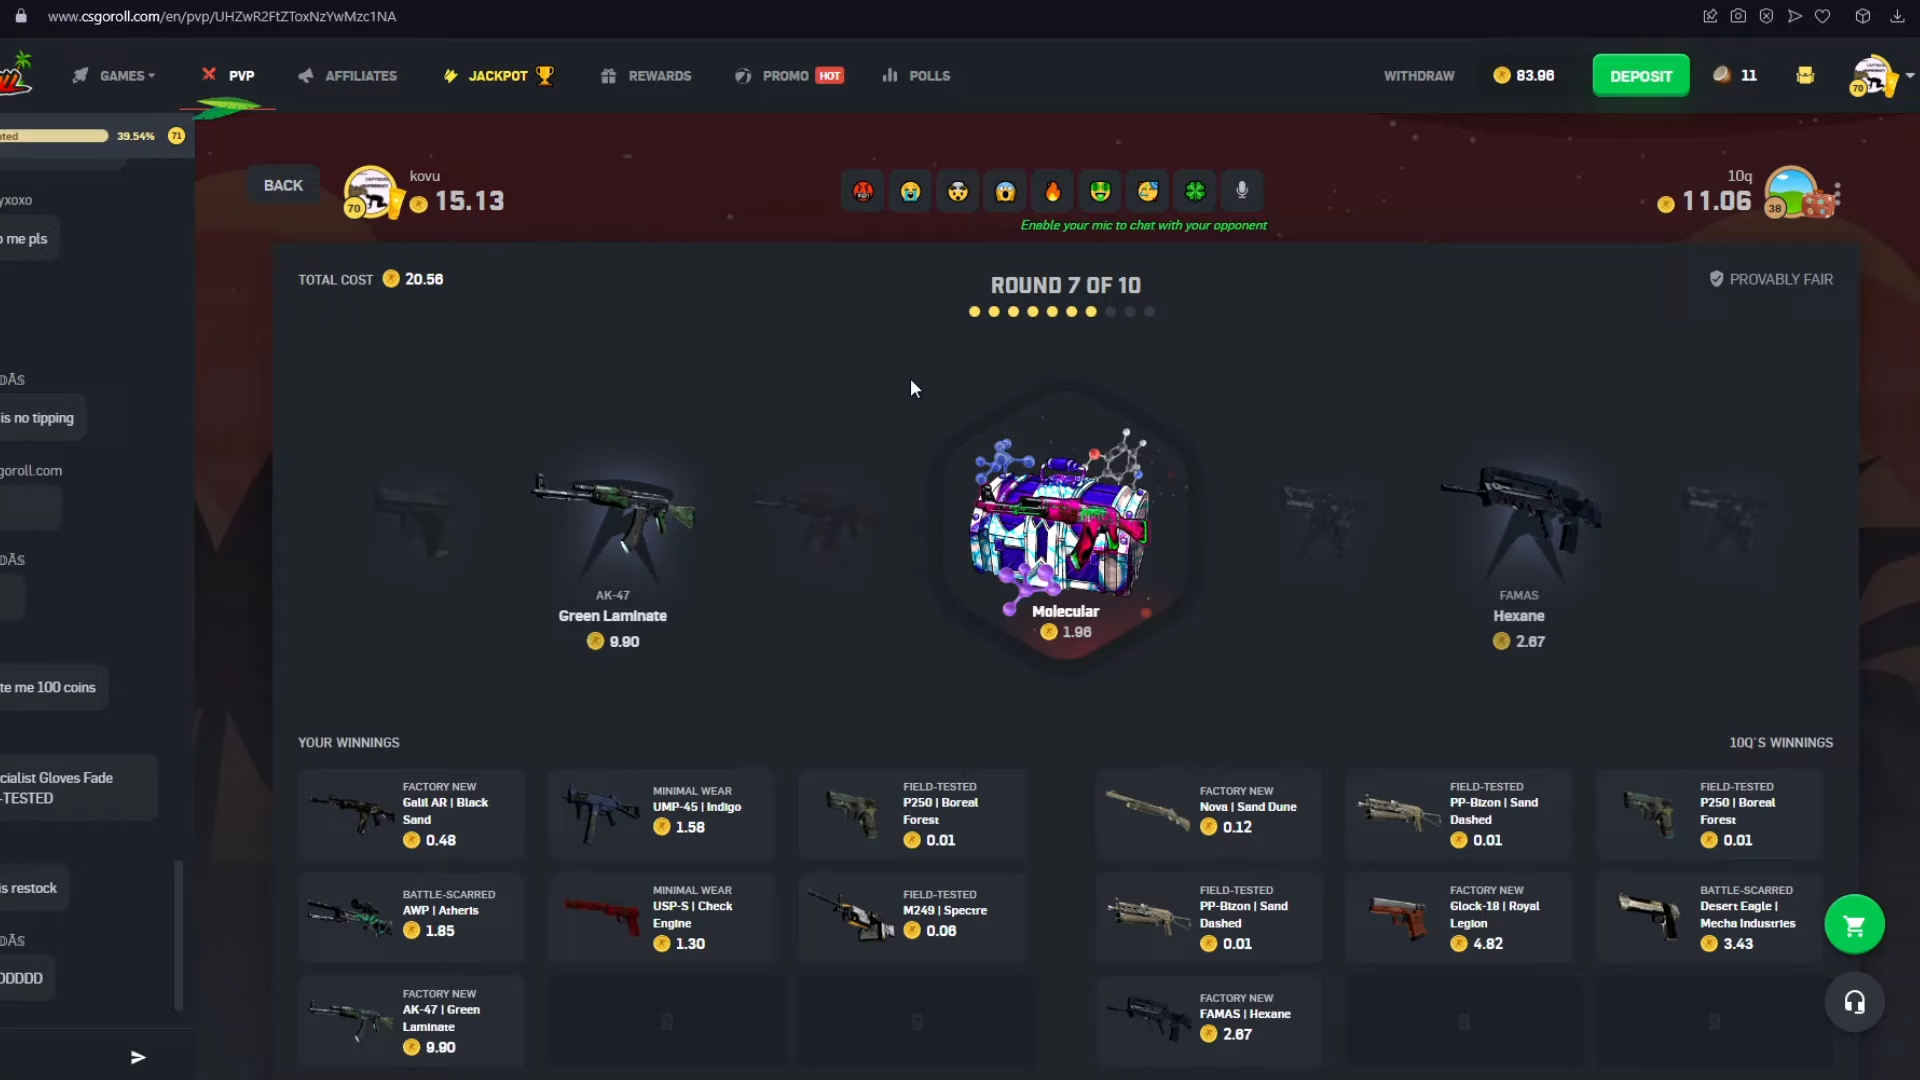 www.csgoroll.com/en/pvp/UHZwR2FtZToxNzYwMzc1NA
GAMES
PVP
AFFILIATES
JACKPOT
REWARDS
PROMO HOT
POLLS
WITHDRAW
83.96
DEPOSIT
11
70
39.54%
71
BACK
70
kovu
15.13
Enable your mic to chat with your opponent
10q
11.06
38
yxoxo
o me pls
DÃS
is no tipping
goroll.com
DÃS
te me 100 coins
cialist Gloves Fade
-TESTED
is restock
DÃS
DDDDD
TOTAL COST 20.56
ROUND 7 OF 10
PROVABLY FAIR
AK-47
Green Laminate
9.90
Molecular
1.96
FAMAS
Hexane
2.67
YOUR WINNINGS
10Q'S WINNINGS
FACTORY NEW
Galil AR | Black
Sand
0.48
MINIMAL WEAR
UMP-45 | Indigo
1.58
FIELD-TESTED
P250 | Boreal
Forest
0.01
FACTORY NEW
Nova | Sand Dune
0.12
FIELD-TESTED
PP-Bizon | Sand
Dashed
0.01
FIELD-TESTED
P250 | Boreal
Forest
0.01
BATTLE-SCARRED
AWP | Atheris
1.85
MINIMAL WEAR
USP-S | Check
Engine
1.30
FIELD-TESTED
M249 | Spectre
0.06
FIELD-TESTED
PP-Bizon | Sand
Dashed
0.01
FACTORY NEW
Glock-18 | Royal
Legion
4.82
BATTLE-SCARRED
Desert Eagle |
Mecha Industries
3.43
FACTORY NEW
AK-47 | Green
Laminate
9.90
FACTORY NEW
FAMAS | Hexane
2.67